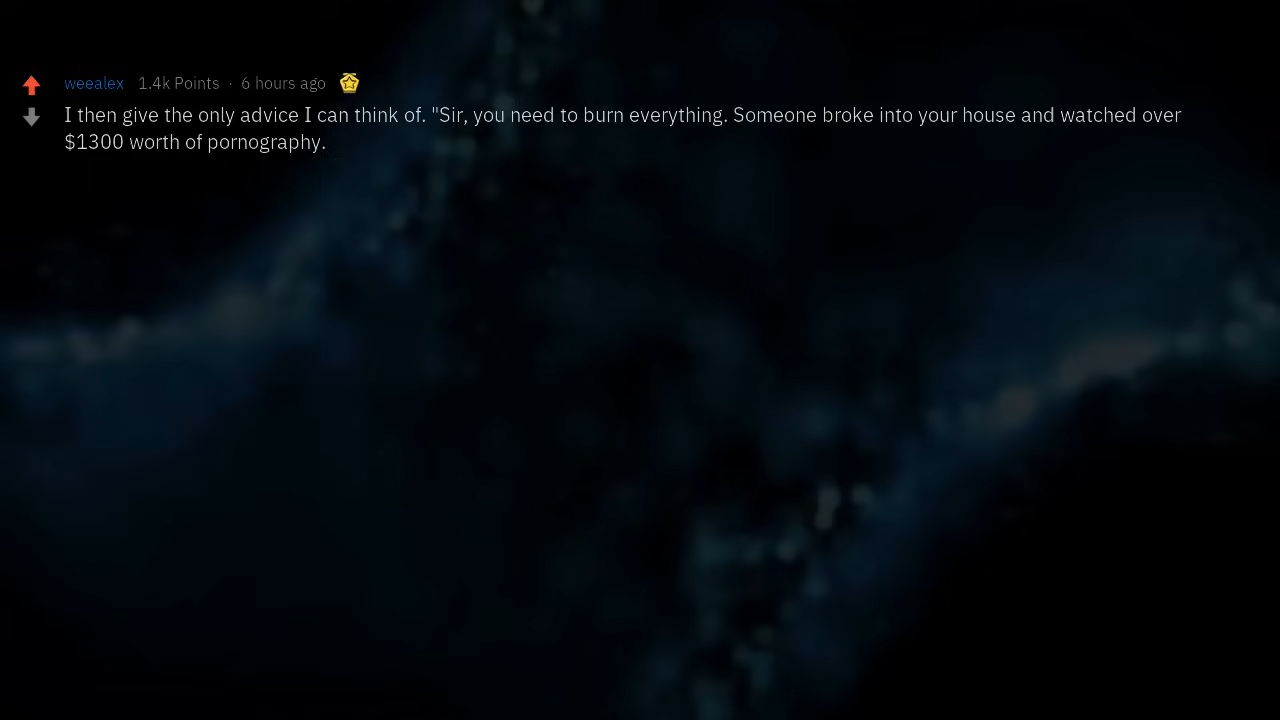 weealex 1.4k Points · 6 hours ago
I then give the only advice I can think of. "Sir, you need to burn everything. Someone broke into your house and watched over
$1300 worth of pornography.